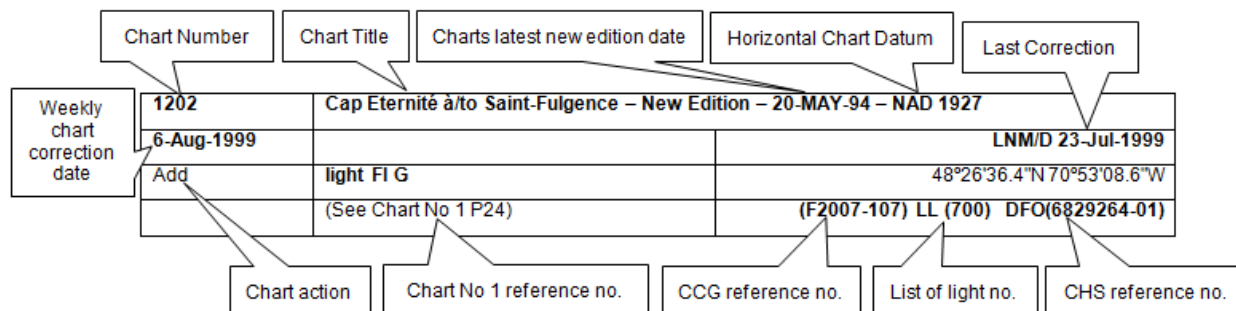 Chart Number
Chart Title
Charts latest new edition date
Horizontal Chart Datum
Last Correction
Weekly
chart
correction
date
1202
Cap Eternité à/to Saint-Fulgence – New Edition – 20-MAY-94 – NAD 1927
6-Aug-1999
LNM/D 23-Jul-1999
Add
light Fl G
48°26'36.4"N 70°53'08.6"W
(See Chart No 1 P24)
(F2007-107) LL (700) DFO(6829264-01)
Chart action
Chart No 1 reference no.
CCG reference no.
List of light no.
CHS reference no.